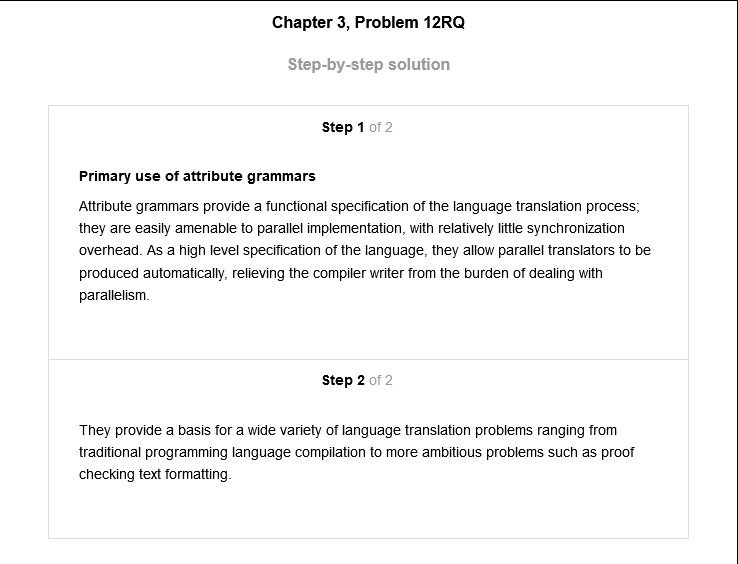 Chapter 3, Problem 12RQ
Step-by-step solution
Step 1 of 2
Primary use of attribute grammars
Attribute grammars provide a functional specification of the language translation process;
they are easily amenable to parallel implementation, with relatively little synchronization
overhead. As a high level specification of the language, they allow parallel translators to be
produced automatically, relieving the compiler writer from the burden of dealing with
parallelism.
Step 2 of 2
They provide a basis for a wide variety of language translation problems ranging from
traditional programming language compilation to more ambitious problems such as proof
checking text formatting.